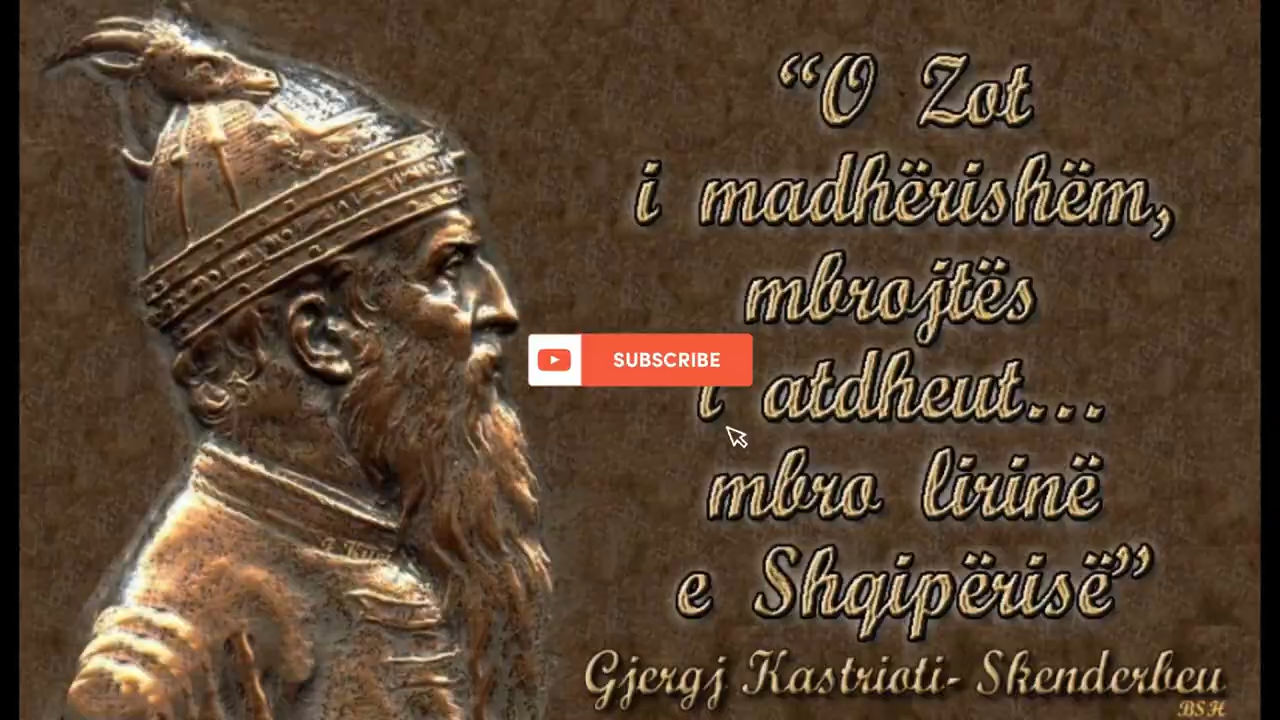 “O Zot
i madhërishëm,
mbrojtës
SUBSCRIBE
i atdheut...
mbro lirinë
e Shqipërisë”
Gjergj Kastrioti- Skenderbeu
BSH